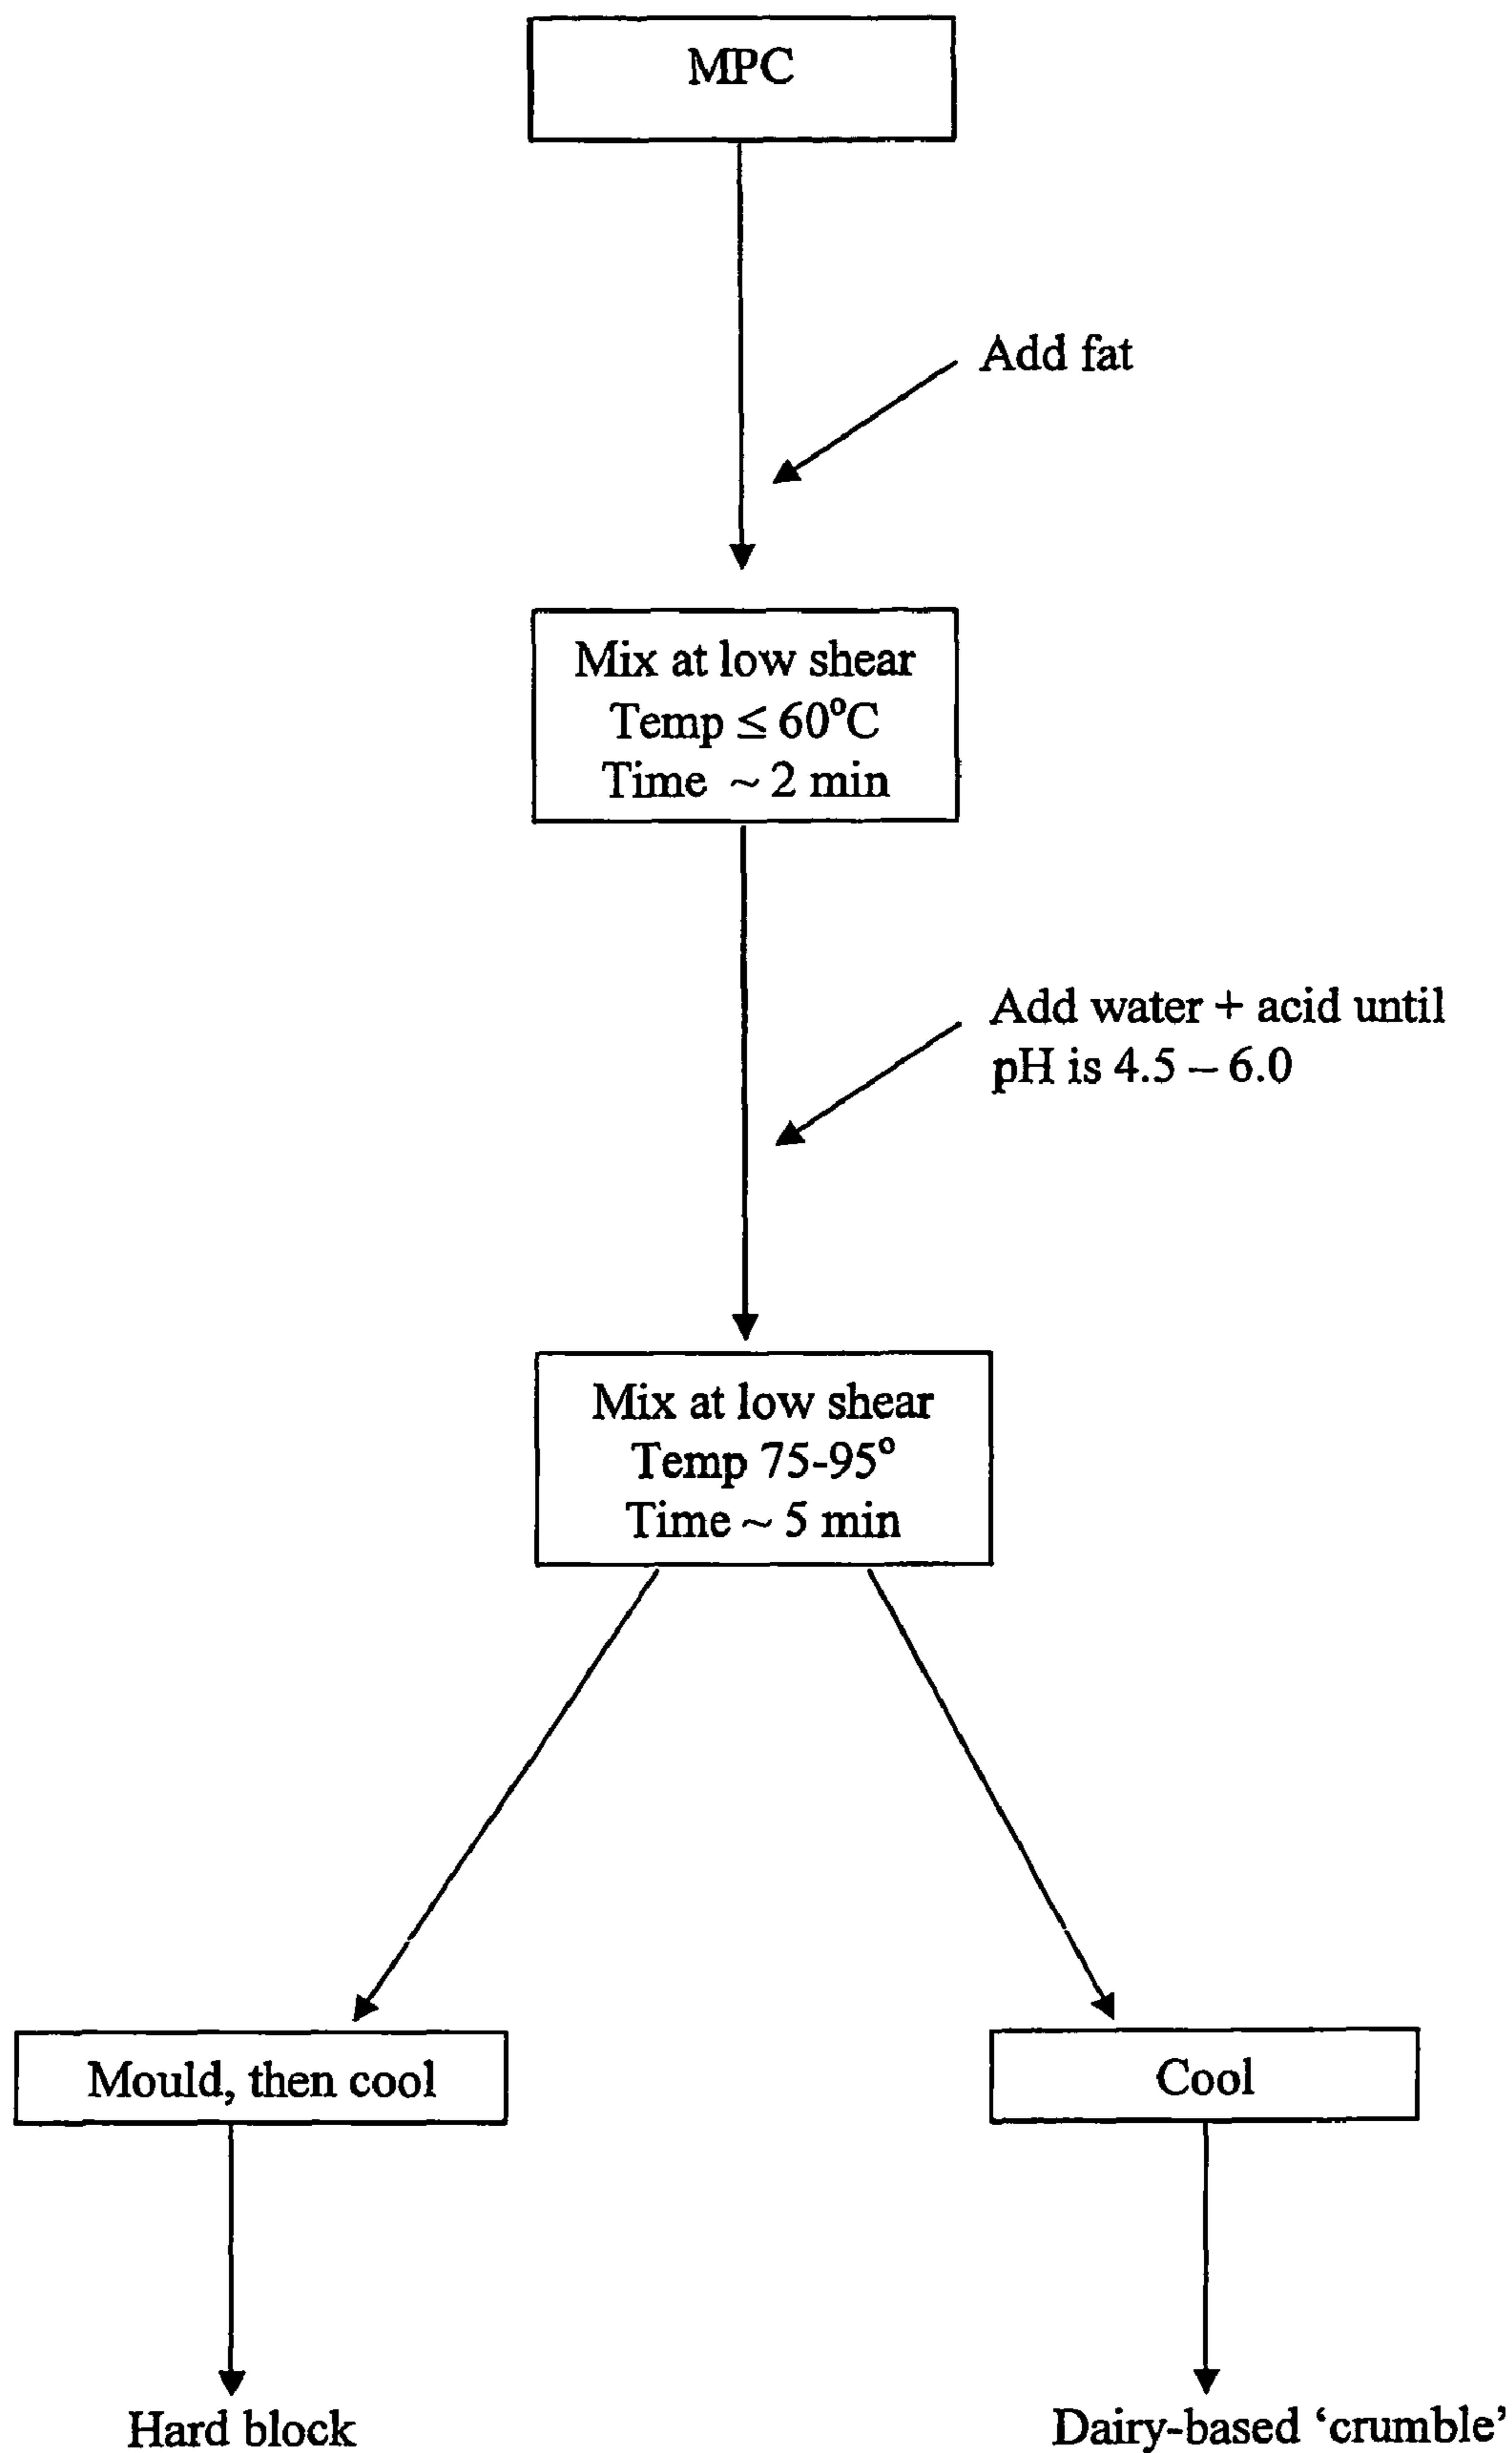 MPC
Add fat
Mix at low shear
Temp ≤ 60°C
Time ~ 2 min
Add water + acid until
pH is 4.5 – 6.0
Mix at low shear
Temp 75-95°
Time ~ 5 min
Mould, then cool
Cool
Hard block
Dairy-based ‘crumble’